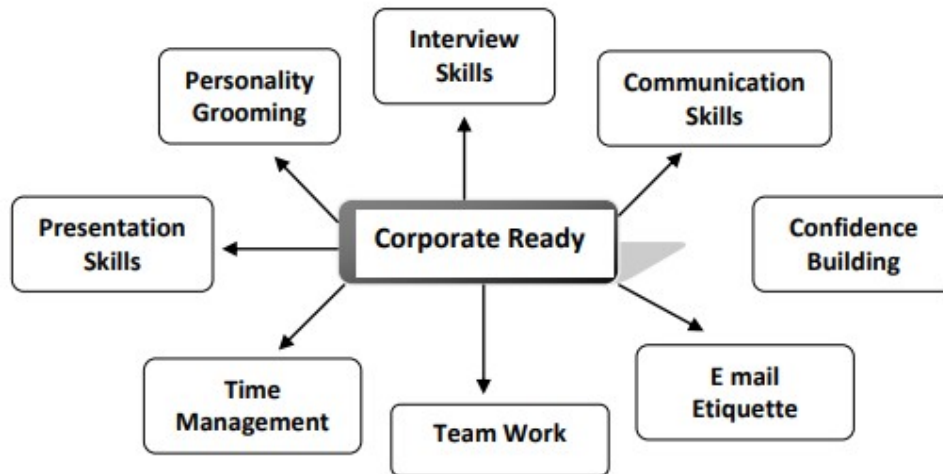 Interview
Skills
Personality
Grooming
Communication
Skills
Presentation
Skills
Corporate Ready
Confidence
Building
Time
Management
Team Work
E mail
Etiquette